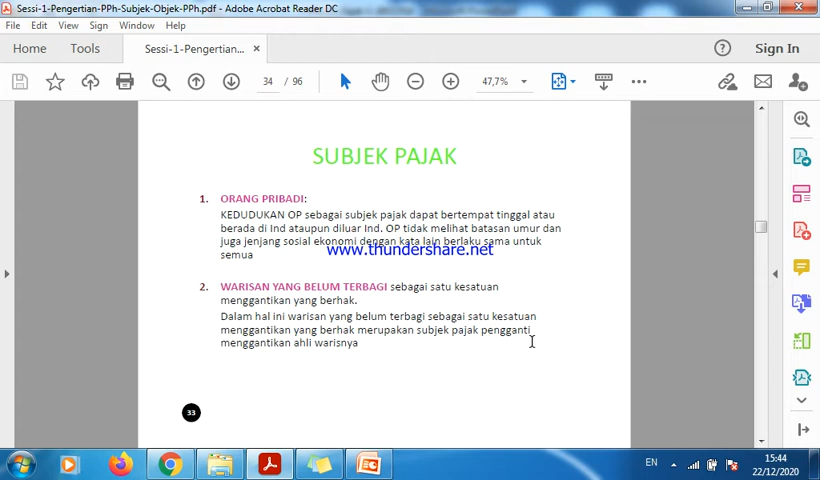 Sessi-1-Pengertian-PPh-Subjek-Objek-PPh.pdf - Adobe Acrobat Reader DC
File Edit View Sign Window Help
Home Tools Sessi-1-Pengertian... × Sign In
34 / 96 47,7%
SUBJEK PAJAK
1. ORANG PRIBADI:
KEDUDUKAN OP sebagai subjek pajak dapat bertempat tinggal atau
berada di Ind ataupun diluar Ind. OP tidak melihat batasan umur dan
juga jenjang sosial ekonomi dengan kata lain berlaku sama untuk
www.thundershare.net
semua
2. WARISAN YANG BELUM TERBAGI sebagai satu kesatuan
menggantikan yang berhak.
Dalam hal ini warisan yang belum terbagi sebagai satu kesatuan
menggantikan yang berhak merupakan subjek pajak pengganti
menggantikan ahli warisnya
33
EN 15:44
22/12/2020